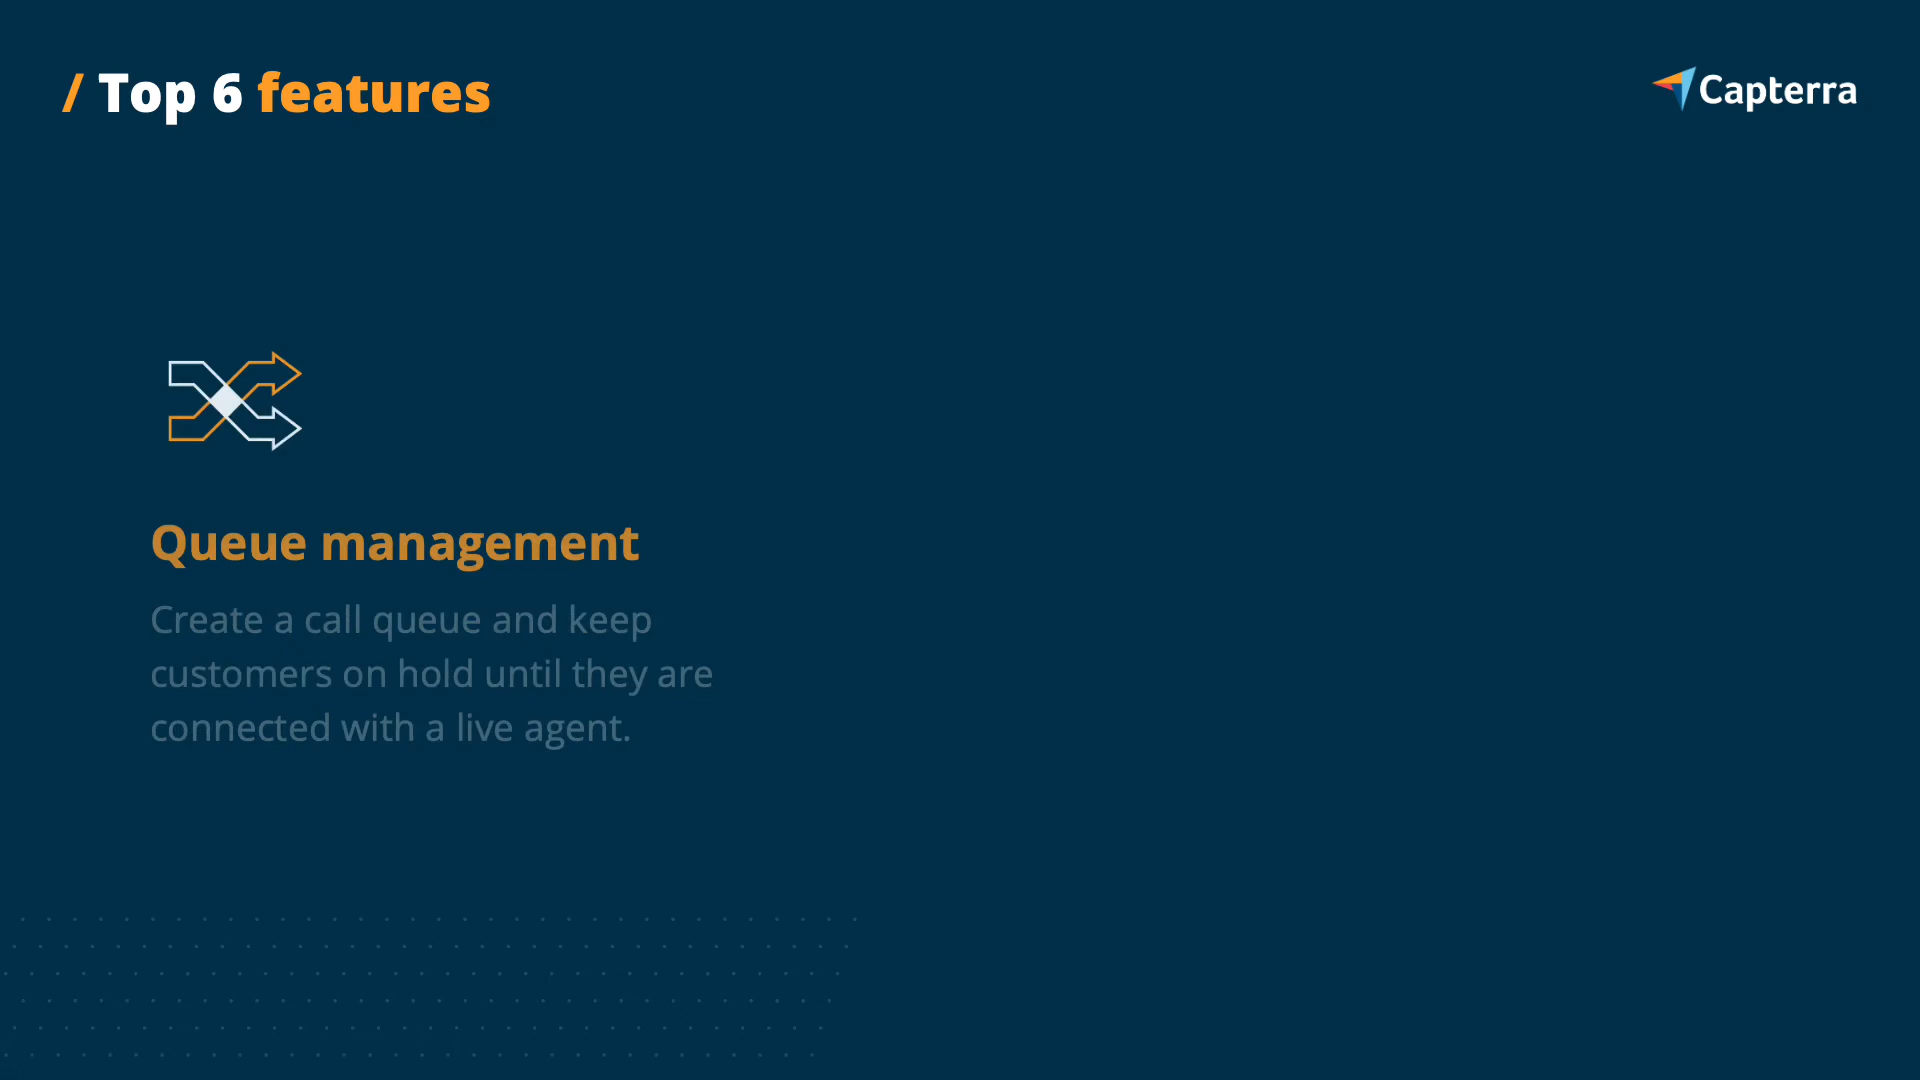 / Top 6 features
Capterra
Queue management
Create a call queue and keep
customers on hold until they are
connected with a live agent.